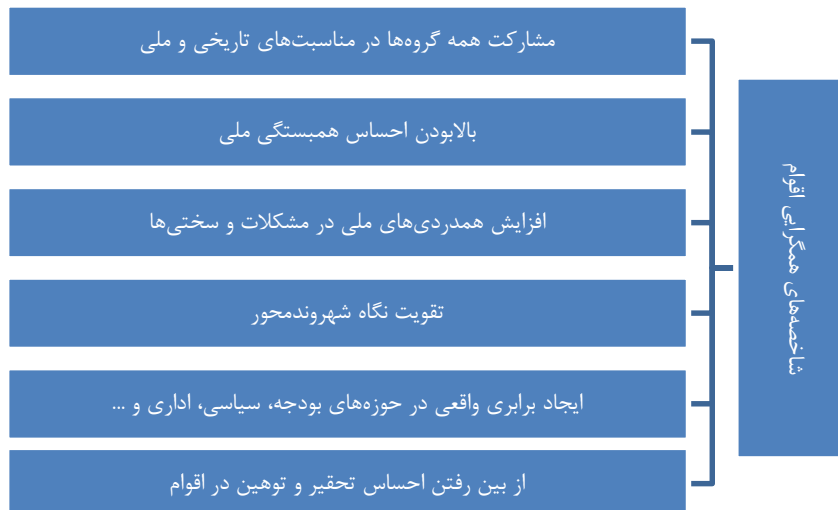 شاخصه‌های همگرایی اقوام
مشارکت همه گروه‌ها در مناسبت‌های تاریخی و ملی
بالابودن احساس همبستگی ملی
افزایش همدردی‌های ملی در مشکلات و سختی‌ها
تقویت نگاه شهروندمحور
ایجاد برابری واقعی در حوزه‌های بودجه، سیاسی، اداری و ...
از بین رفتن احساس تحقیر و توهین در اقوام